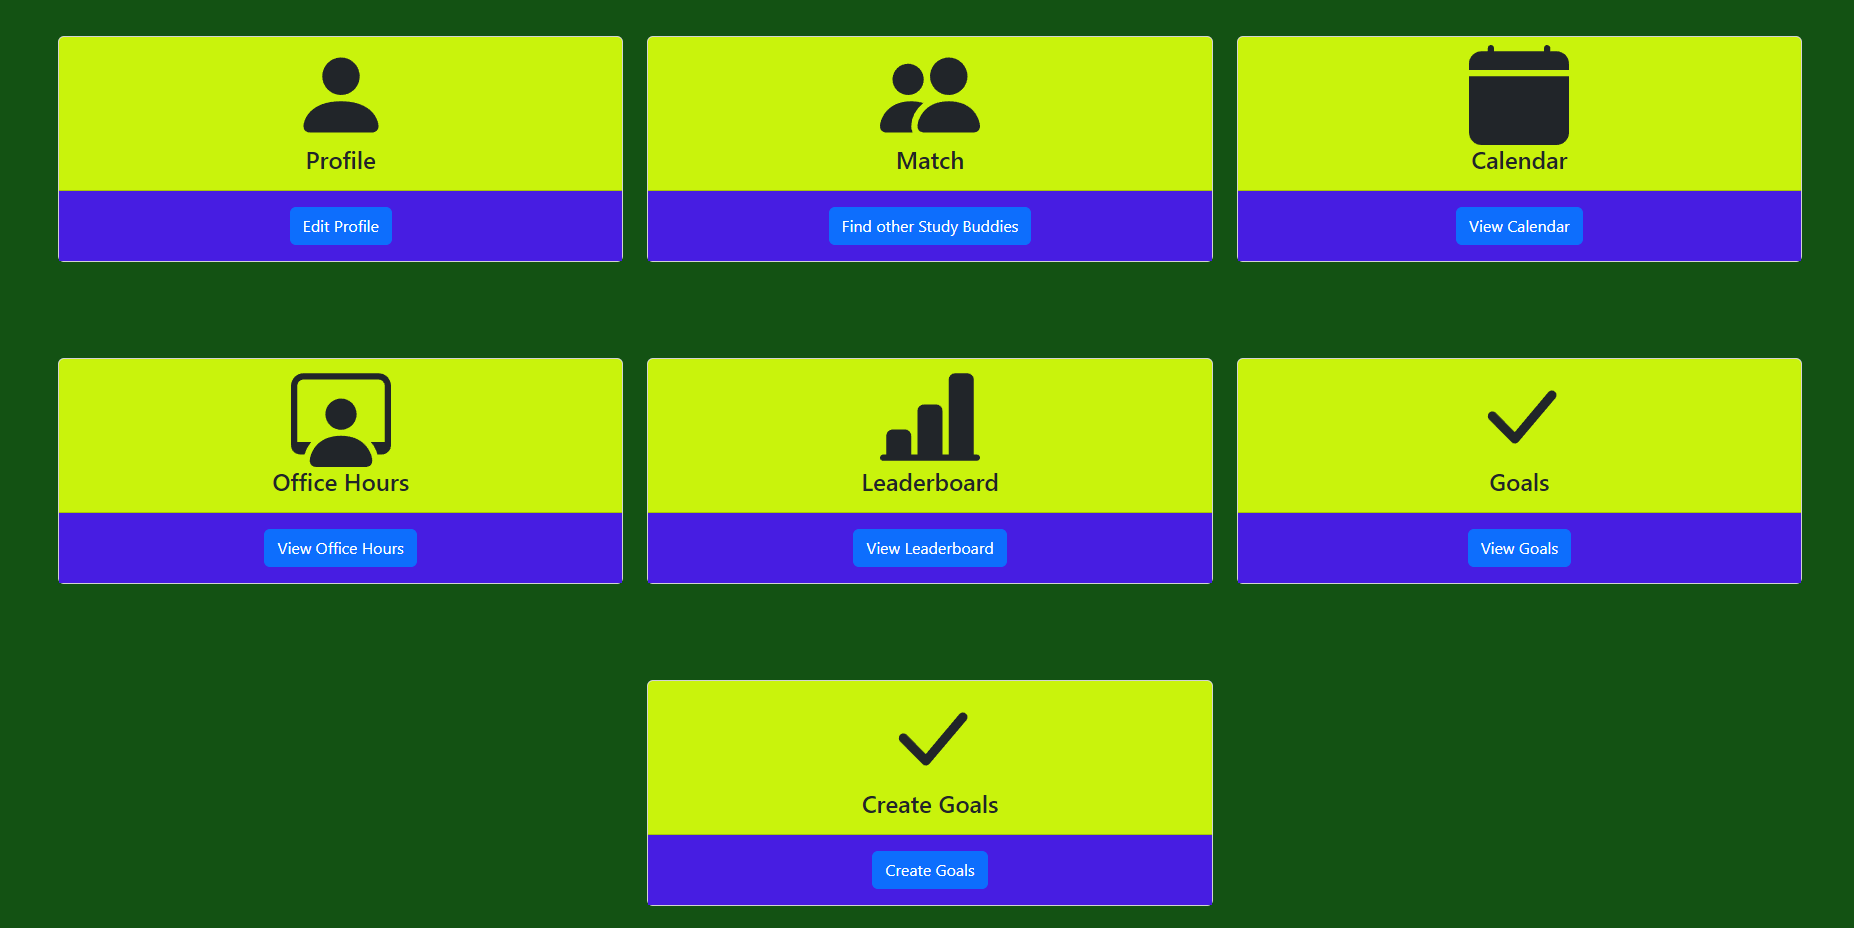 Profile
Edit Profile
Match
Find other Study Buddies
Calendar
View Calendar
Office Hours
View Office Hours
Leaderboard
View Leaderboard
Goals
View Goals
Create Goals
Create Goals